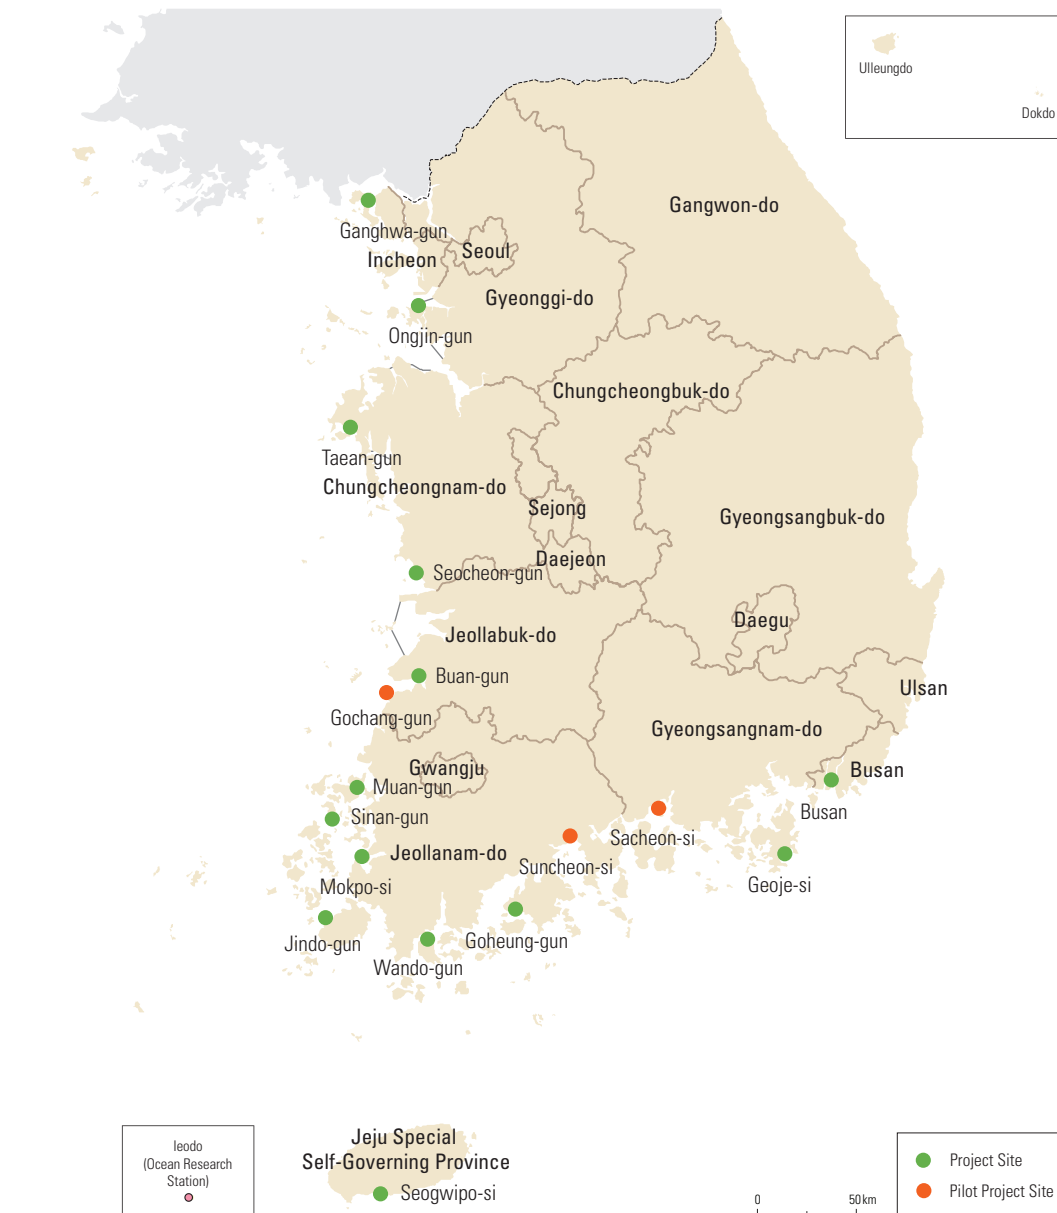 Ulleungdo
Dokdo
Gangwon-do
Ganghwa-gun
Incheon
Seoul
Gyeonggi-do
Ongjin-gun
Chungcheongbuk-do
Taean-gun
Chungcheongnam-do
Sejong
Gyeongsangbuk-do
Daejeon
Seocheon-gun
Daegu
Jeollabuk-do
Buan-gun
Ulsan
Gochang-gun
Gyeongsangnam-do
Gwangju
Busan
Muan-gun
Busan
Sinan-gun
Sacheon-si
Jeollanam-do
Suncheon-si
Mokpo-si
Geoje-si
Jindo-gun
Goheung-gun
Wando-gun
Ieodo
(Ocean Research
Station)
Jeju Special
Self-Governing Province
Seogwipo-si
0 50 km
Project Site
Pilot Project Site